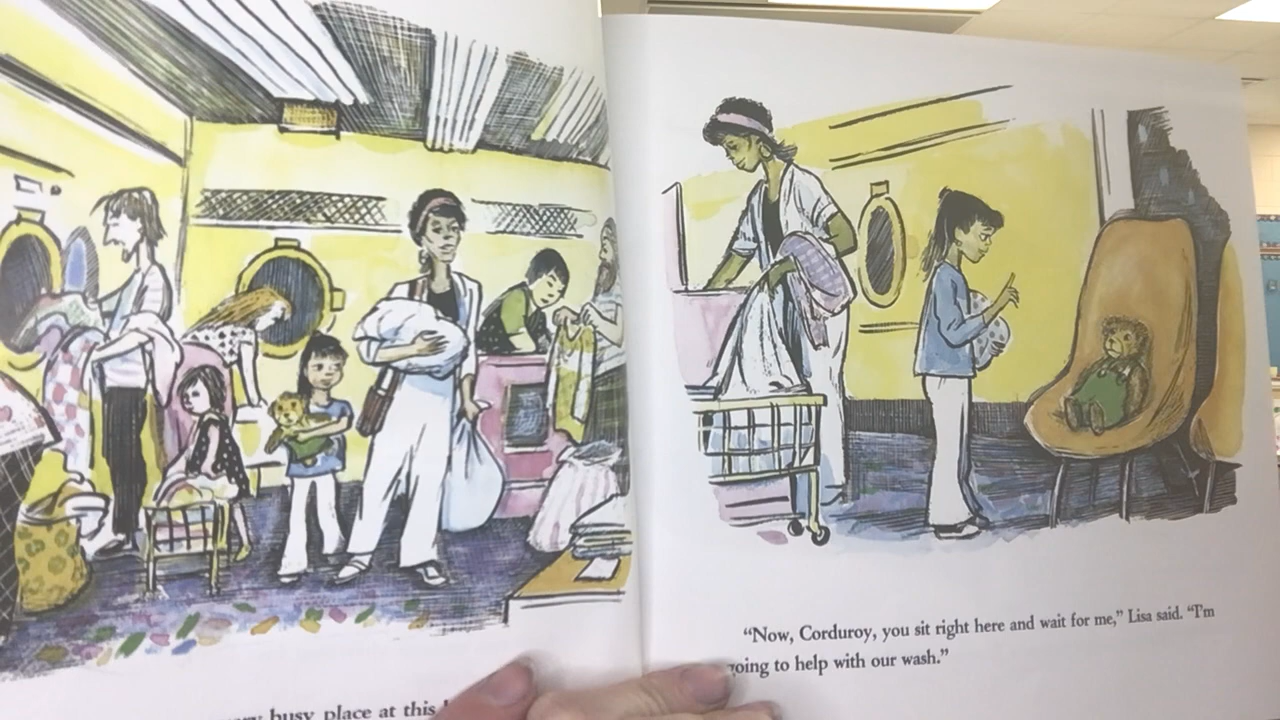 busy place at this
“Now, Corduroy, you sit right here and wait for me,” Lisa said. “I’m
going to help with our wash.”